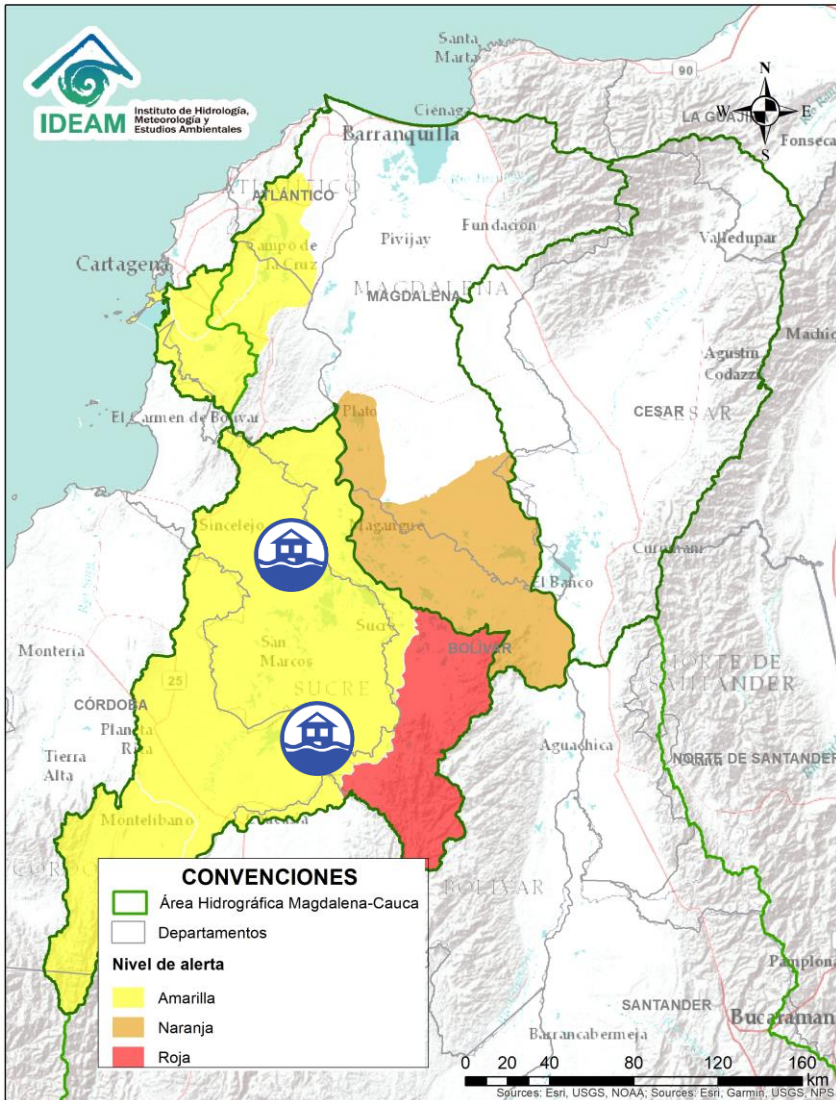 IDEAM
Instituto de Hidrología,
Meteorología y
Estudios Ambientales
Santa
Marta
90
N
W
E
S
Ciénaga
Barranquilla
LA GUAJIRA
Fonseca
ATLÁNTICO
Campo de
la Cruz
Pivijay
Fundación
Valledupar
Cartagena
MAGDALENA
MAGDALENA
Agustín
Codazzi
CESAR
CESAR
El Carmen de Bolívar
Plato
Sincelejo
Magangué
Curumani
El Banco
Montería
San
Marcos
Sucre
BOLÍVAR
SUCRE
NORTE DE
SANTANDER
25
CÓRDOBA
Planeta
Rica
Tierra
Alta
Aguachica
NORTE DE SANTANDER
Montelíbano
BOLÍVAR
CONVENCIONES
Área Hidrográfica Magdalena-Cauca
Departamentos
Nivel de alerta
Amarilla
Naranja
Roja
Pamplona
SANTANDER
Bucaraman
Barrancabermeja
0 20 40 80 120 160
km
Sources: Esri, USGS, NOAA; Sources: Esri, Garmin, USGS, NPS